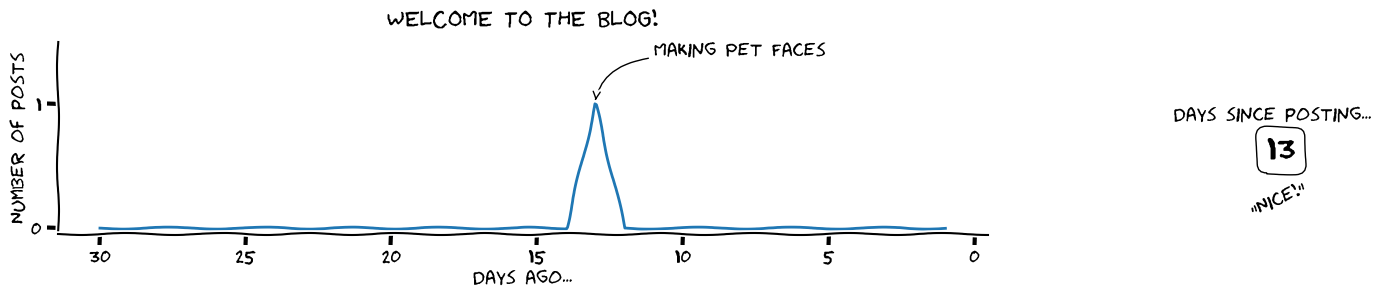 WELCOME TO THE BLOG!
MAKING PET FACES
NUMBER OF POSTS
1
0
30 25 20 15 10 5 0
DAYS AGO...
DAYS SINCE POSTING...
13
"NICE!"